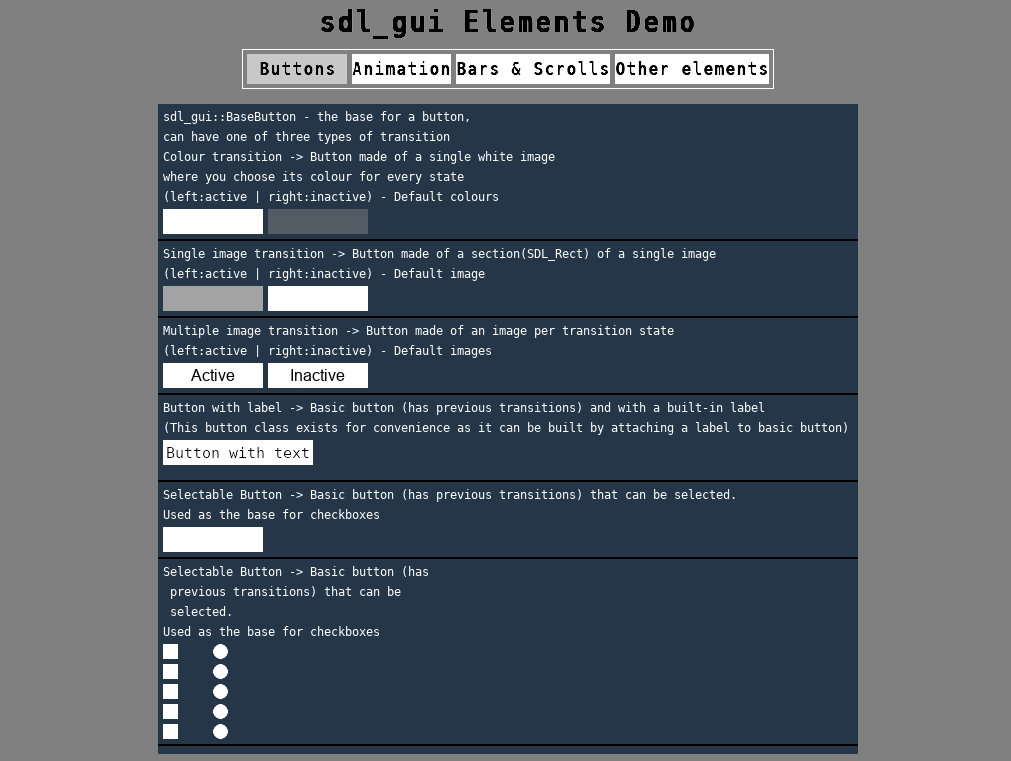 sdl_gui Elements Demo
Buttons Animation Bars & Scrolls Other elements
sdl_gui::BaseButton - the base for a button,
can have one of three types of transition
Colour transition -> Button made of a single white image
where you choose its colour for every state
(left:active | right:inactive) - Default colours
Single image transition -> Button made of a section(SDL_Rect) of a single image
(left:active | right:inactive) - Default image
Multiple image transition -> Button made of an image per transition state
(left:active | right:inactive) - Default images
Active Inactive
Button with label -> Basic button (has previous transitions) and with a built-in label
(This button class exists for convenience as it can be built by attaching a label to basic button)
Button with text
Selectable Button -> Basic button (has previous transitions) that can be selected.
Used as the base for checkboxes
Selectable Button -> Basic button (has
previous transitions) that can be
selected.
Used as the base for checkboxes